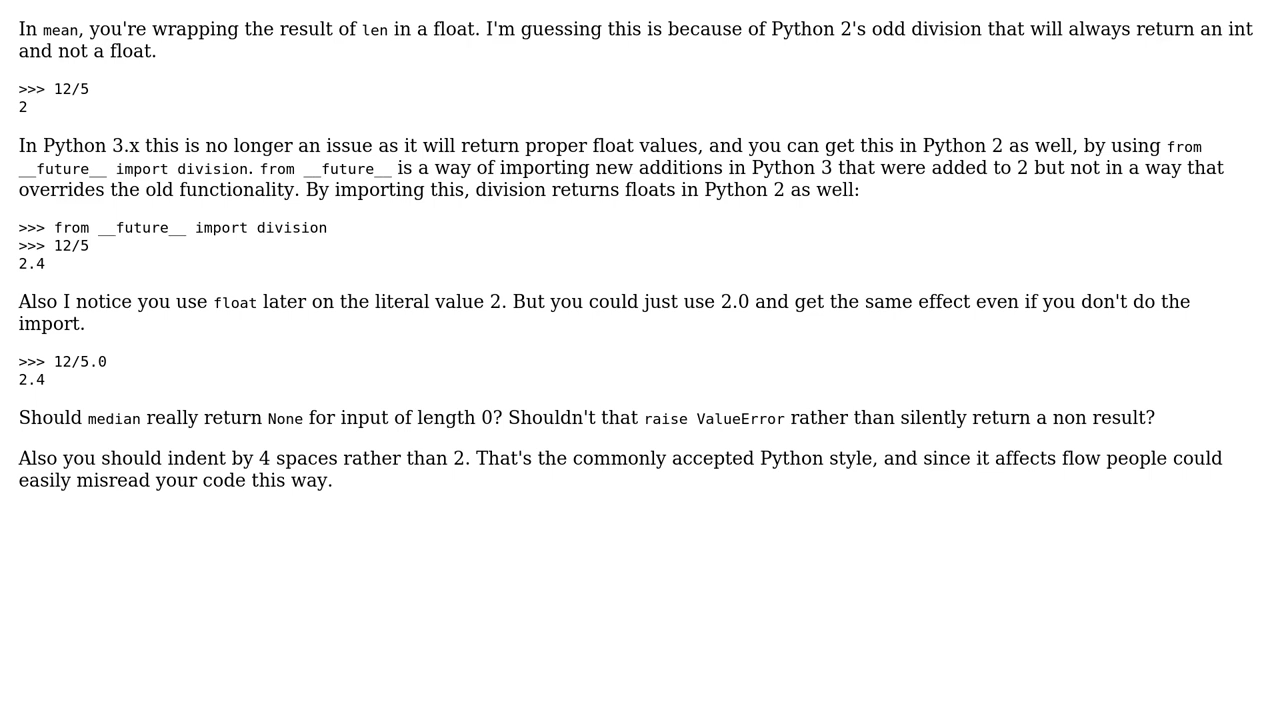 In mean, you're wrapping the result of len in a float. I'm guessing this is because of Python 2's odd division that will always return an int
and not a float.
>>> 12/5
2
In Python 3.x this is no longer an issue as it will return proper float values, and you can get this in Python 2 as well, by using from
__future__ import division. from __future__ is a way of importing new additions in Python 3 that were added to 2 but not in a way that
overrides the old functionality. By importing this, division returns floats in Python 2 as well:
>>> from __future__ import division
>>> 12/5
2.4
Also I notice you use float later on the literal value 2. But you could just use 2.0 and get the same effect even if you don't do the
import.
>>> 12/5.0
2.4
Should median really return None for input of length 0? Shouldn't that raise ValueError rather than silently return a non result?
Also you should indent by 4 spaces rather than 2. That's the commonly accepted Python style, and since it affects flow people could
easily misread your code this way.